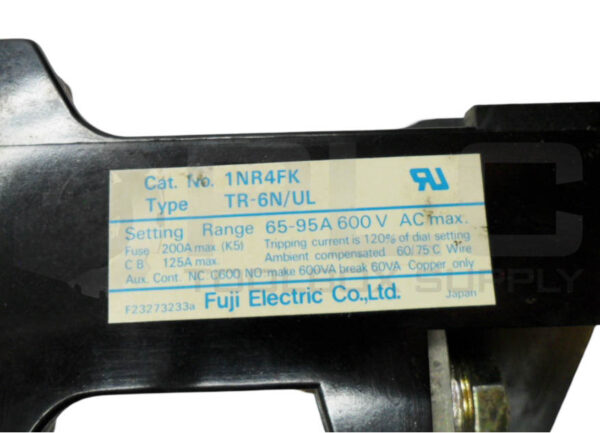 Cat. No. 1NR4FK
Type TR-6N/UL
Setting Range 65-95A 600 V AC max.
Fuse /200A max. (K5) Tripping current is 120% of dial setting
C B 125A max. Ambient compensated 60/75°C Wire
Aux. Cont. NC C600 NO: make 600VA break 60VA Copper only
F23273233a Fuji Electric Co.,Ltd. Japan